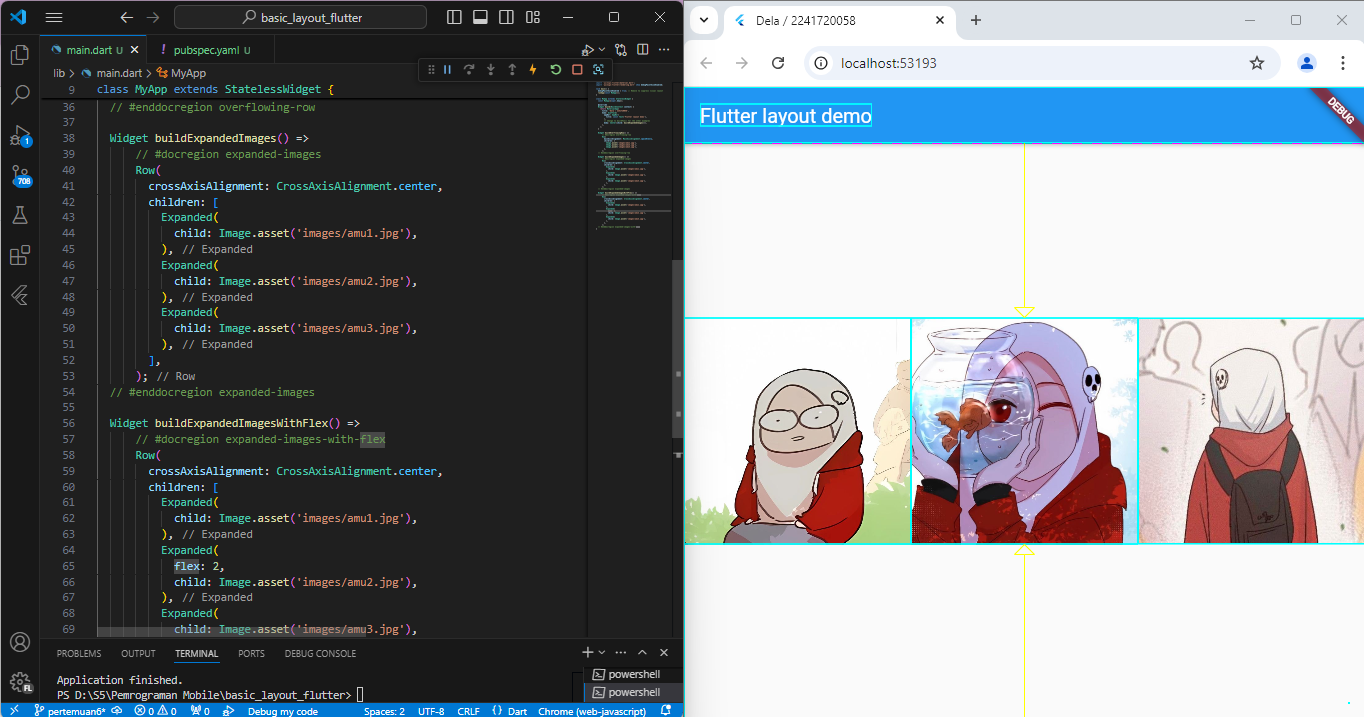 basic_layout_flutter
main.dart U
pubspec.yaml U
lib > main.dart > MyApp
9 class MyApp extends StatelessWidget {
36 // #enddocregion overflowing-row
37
38 Widget buildExpandedImages() =>
39 // #docregion expanded-images
40 Row(
41 crossAxisAlignment: CrossAxisAlignment.center,
42 children: [
43 Expanded(
44 child: Image.asset('images/amu1.jpg'),
45 ), // Expanded
46 Expanded(
47 child: Image.asset('images/amu2.jpg'),
48 ), // Expanded
49 Expanded(
50 child: Image.asset('images/amu3.jpg'),
51 ), // Expanded
52 ],
53 ); // Row
54 // #enddocregion expanded-images
55
56 Widget buildExpandedImagesWithFlex() =>
57 // #docregion expanded-images-with-flex
58 Row(
59 crossAxisAlignment: CrossAxisAlignment.center,
60 children: [
61 Expanded(
62 child: Image.asset('images/amu1.jpg'),
63 ), // Expanded
64 Expanded(
65 flex: 2,
66 child: Image.asset('images/amu2.jpg'),
67 ), // Expanded
68 Expanded(
69 child: Image.asset('images/amu3.jpg'),
PROBLEMS OUTPUT TERMINAL PORTS DEBUG CONSOLE
Application finished.
PS D:\S5\Pemrograman Mobile\basic_layout_flutter>
powershell
powershell
1
708
FL
pertemuan6* 0 0 0 Debug my code Spaces: 2 UTF-8 CRLF {} Dart Chrome (web-javascript)
Dela / 2241720058
localhost:53193
Flutter layout demo
DEBUG